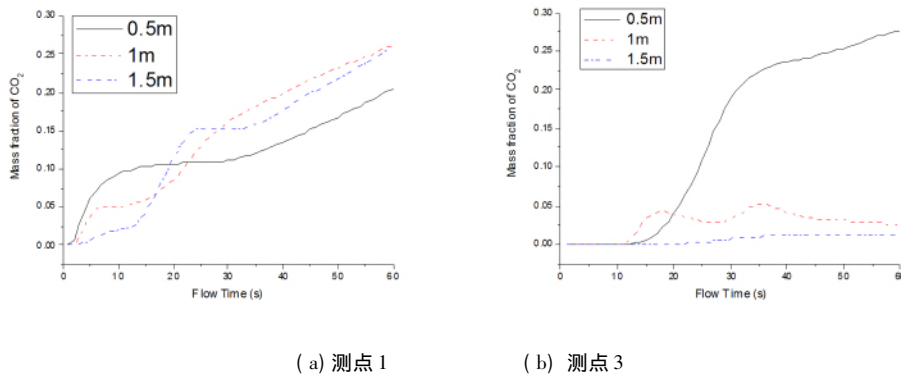 0.5m
1m
1.5m
0.30
0.25
0.20
0.15
0.10
0.05
0.00
Mass fraction of CO2
0 10 20 30 40 50 60
Flow Time (s)
0.5m
1m
1.5m
0.30
0.25
0.20
0.15
0.10
0.05
0.00
Mass fraction of CO2
0 10 20 30 40 50 60
Flow Time (s)
(a) 测点 1
(b) 测点 3